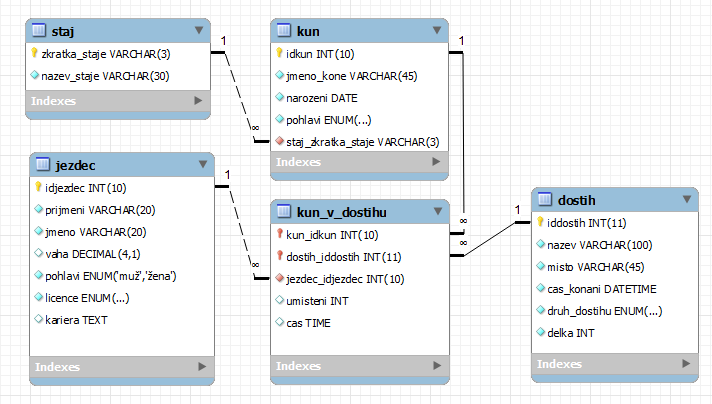 staj
zkratka_staje VARCHAR(3)
nazev_staje VARCHAR(30)
Indexes
1
∞
kun
idkun INT(10)
jmeno_kone VARCHAR(45)
narozeni DATE
pohlavi ENUM(...)
staj_zkratka_staje VARCHAR(3)
Indexes
1
∞
jezdec
idjezdec INT(10)
prijmeni VARCHAR(20)
jmeno VARCHAR(20)
vaha DECIMAL(4,1)
pohlavi ENUM('muž','žena')
licence ENUM(...)
kariera TEXT
Indexes
1
∞
kun_v_dostihu
kun_idkun INT(10)
dostih_iddostih INT(11)
jezdec_idjezdec INT(10)
umisteni INT
cas TIME
Indexes
∞
1
dostih
iddostih INT(11)
nazev VARCHAR(100)
misto VARCHAR(45)
cas_konani DATETIME
druh_dostihu ENUM(...)
delka INT
Indexes